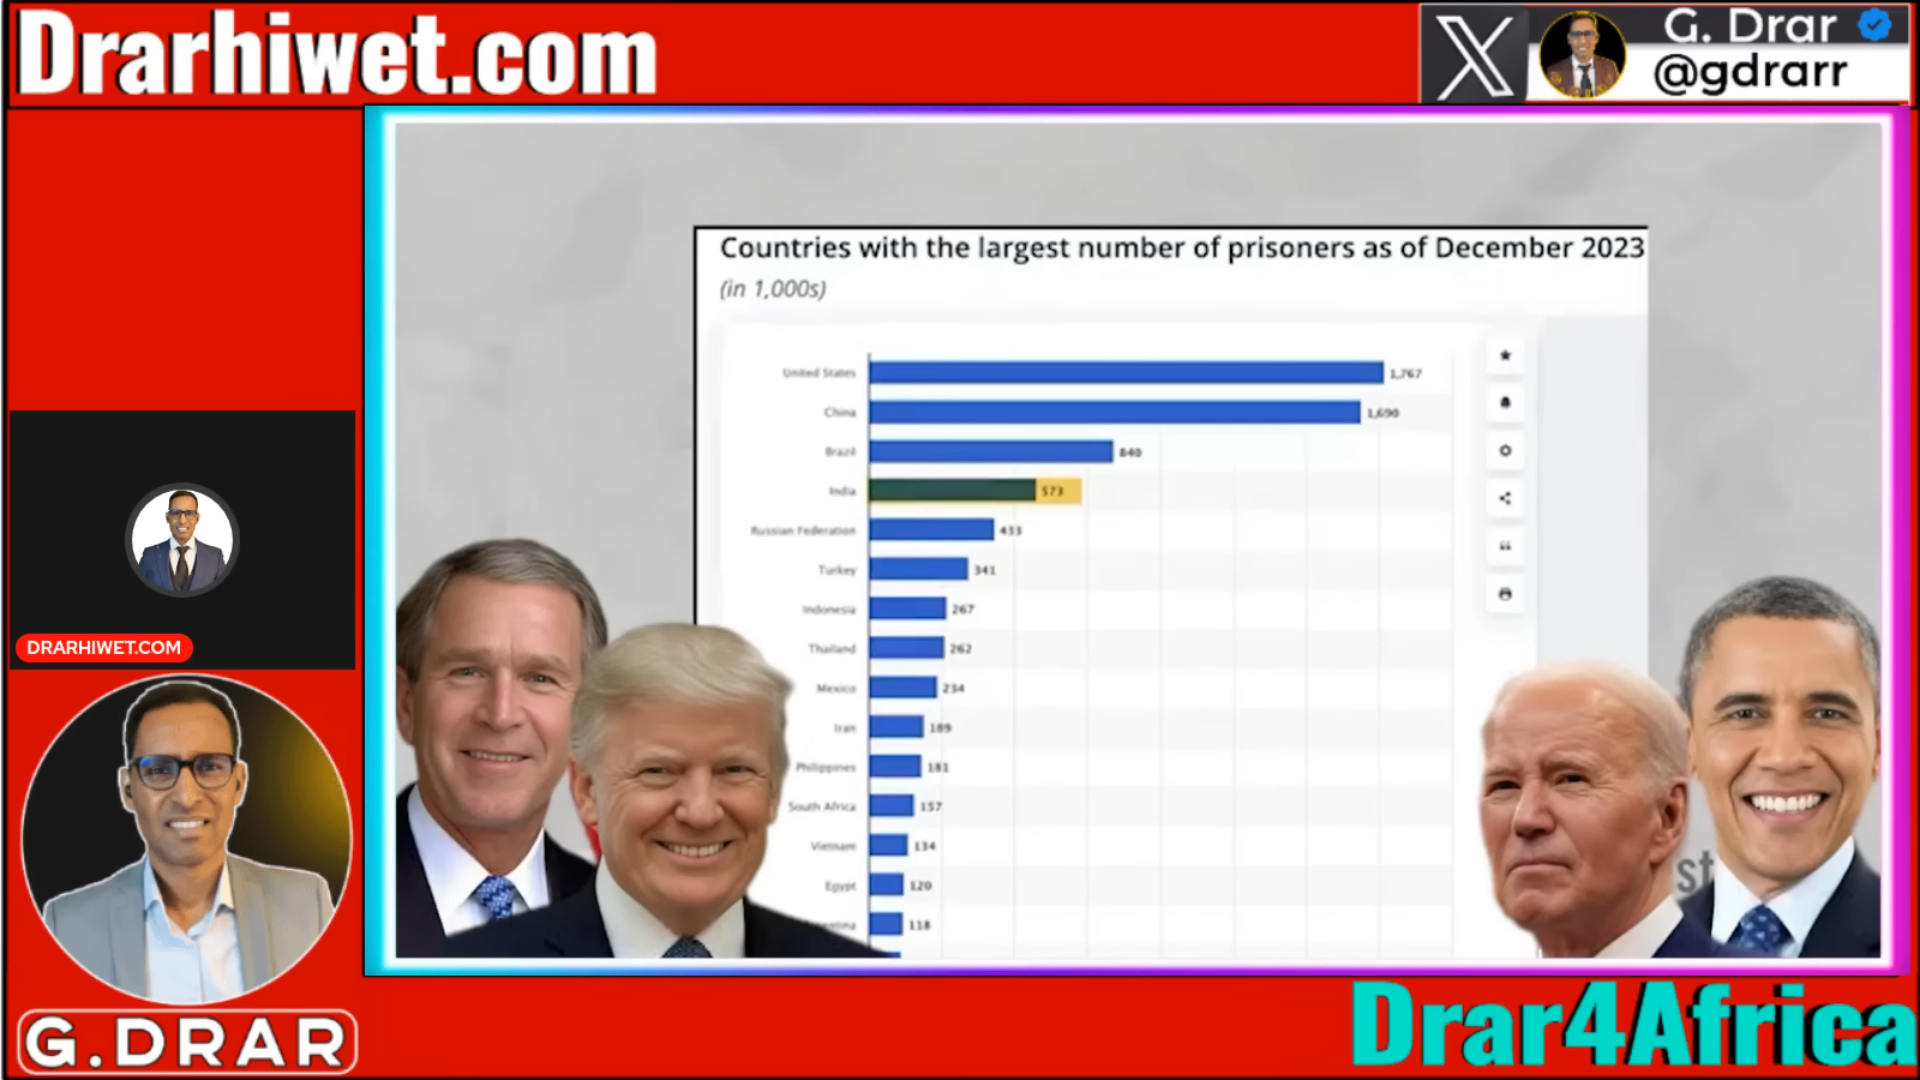 Drarhiwet.com
G. Drar
@gdrarr
Countries with the largest number of prisoners as of December 2023
(in 1,000s)
United States 1,767
China 1,690
Brazil 840
India 573
Russian Federation 433
Turkey 341
Indonesia 267
Thailand 262
Mexico 234
Iran 189
Philippines 181
South Africa 157
Vietnam 134
Egypt 120
118
DRARHIWET.COM
st
G.DRAR
Drar4Africa